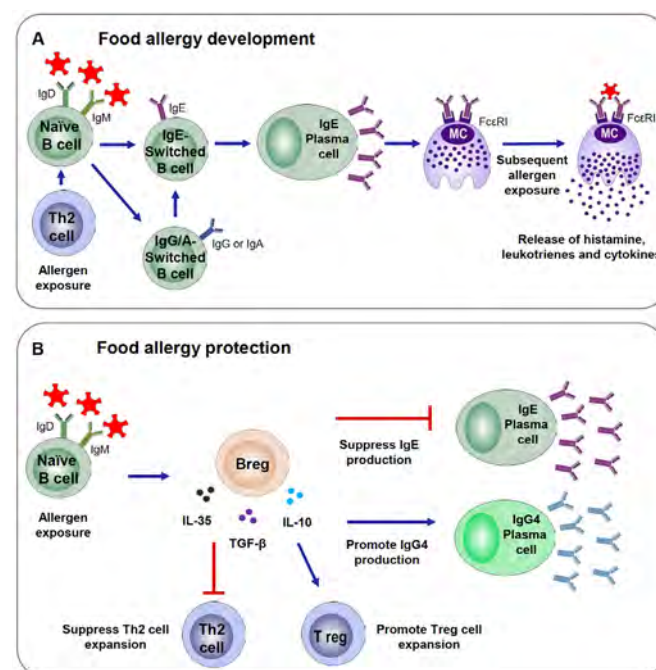 A Food allergy development
IgD
IgM
Naïve
B cell
Th2
cell
Allergen
exposure
IgE
IgE-
Switched
B cell
IgG/A-
Switched
B cell
IgG or IgA
IgE
Plasma
cell
FcεRI
MC
Subsequent
allergen
exposure
FcεRI
MC
Release of histamine,
leukotrienes and cytokines
B Food allergy protection
IgD
IgM
Naïve
B cell
Allergen
exposure
Breg
IL-35
TGF-β
IL-10
Suppress IgE
production
IgE
Plasma
cell
Promote IgG4
production
IgG4
Plasma
cell
Suppress Th2 cell
expansion
Th2
cell
T reg
Promote Treg cell
expansion